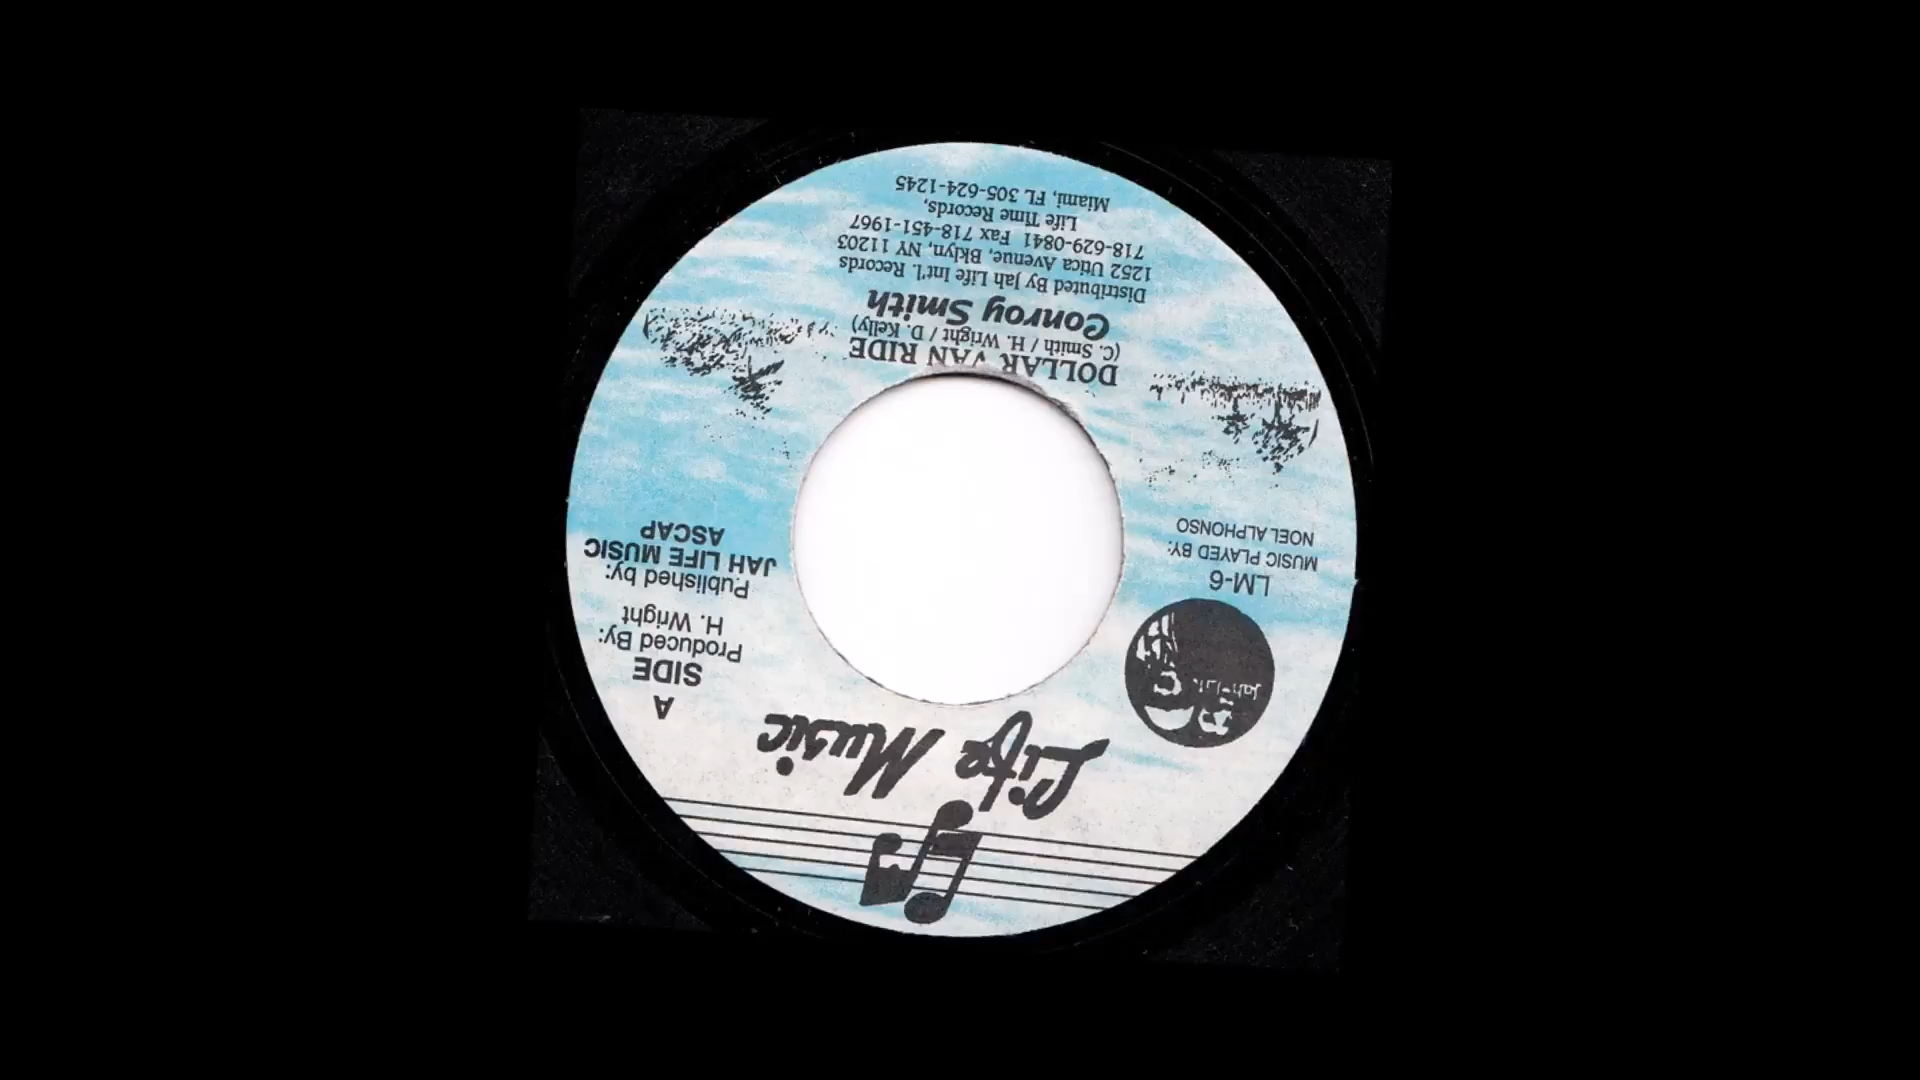 Life Music
A
SIDE
Produced By:
H. Wright
Published by:
JAH LIFE MUSIC
ASCAP
LM-6
MUSIC PLAYED BY:
NOEL ALPHONSO
DOLLAR VAN RIDE
(C. Smith / H. Wright / D. Kelly)
Conroy Smith
Distributed By Jah Life Int'l. Records
1252 Utica Avenue, Bklyn, NY 11203
718-629-0841 Fax 718-451-1967
Life Time Records,
Miami, FL 305-624-1245